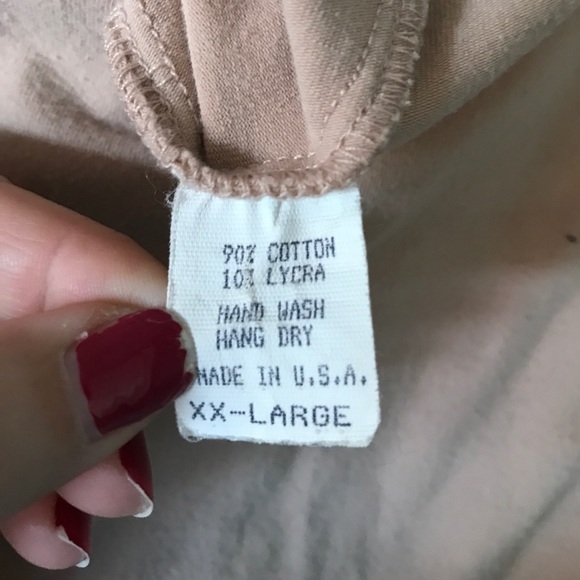 90% COTTON
10% LYCRA
HAND WASH
HANG DRY
MADE IN U.S.A.
XX-LARGE